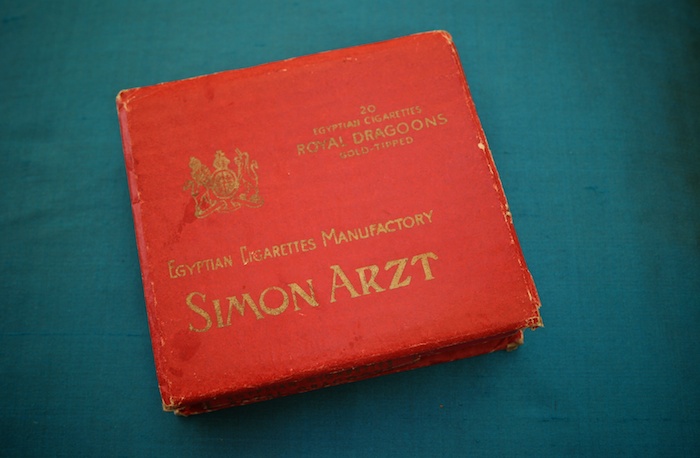 20
EGYPTIAN CIGARETTES
ROYAL DRAGOONS
GOLD-TIPPED
EGYPTIAN CIGARETTES MANUFACTORY
SIMON ARZT